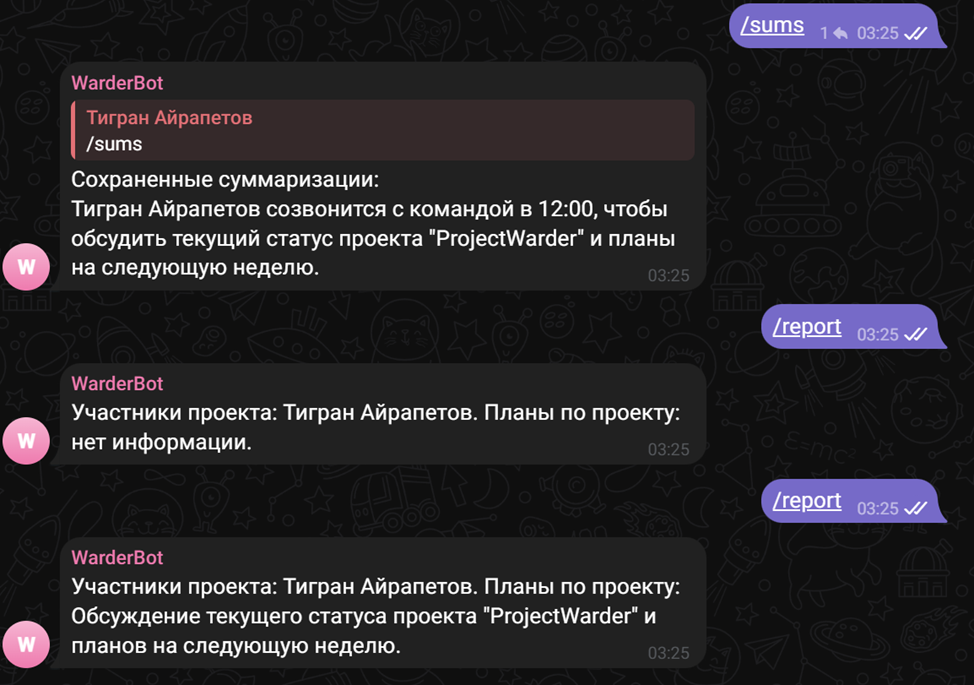 /sums
1 03:25
WarderBot
Тигран Айрапетов
/sums
Сохраненные суммаризации:
Тигран Айрапетов созвонится с командой в 12:00, чтобы
обсудить текущий статус проекта "ProjectWarder" и планы
на следующую неделю.
03:25
W
/report
03:25
WarderBot
Участники проекта: Тигран Айрапетов. Планы по проекту:
нет информации.
03:25
W
/report
03:25
WarderBot
Участники проекта: Тигран Айрапетов. Планы по проекту:
Обсуждение текущего статуса проекта "ProjectWarder" и
планов на следующую неделю.
03:25
W